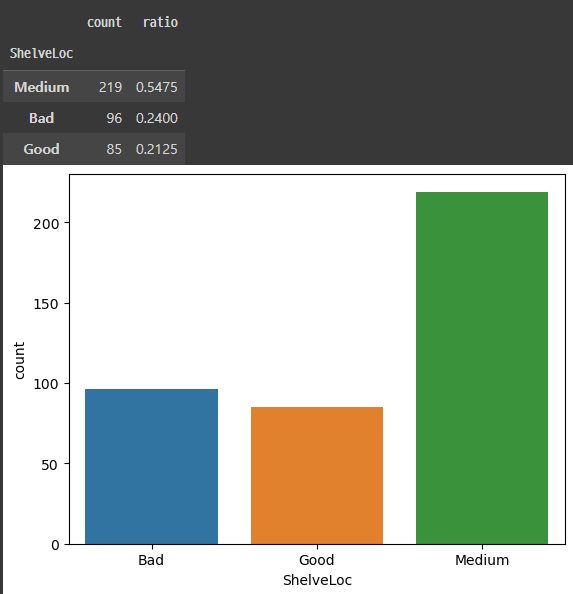 count ratio
ShelveLoc
Medium 219 0.5475
Bad 96 0.2400
Good 85 0.2125
200
150
100
50
0
count
Bad Good Medium
ShelveLoc